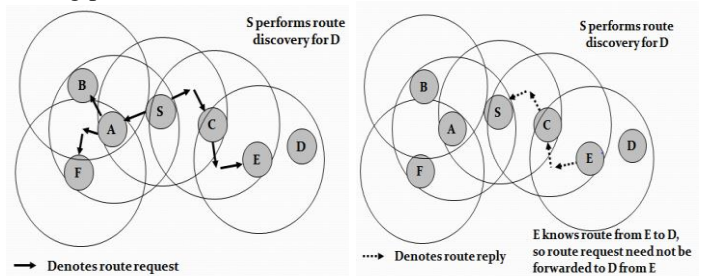 S performs route
discovery for D
B
S
A
C
D
E
F
Denotes route request
S performs route
discovery for D
B
S
A
C
D
E
F
Denotes route reply
E knows route from E to D,
so route request need not be
forwarded to D from E